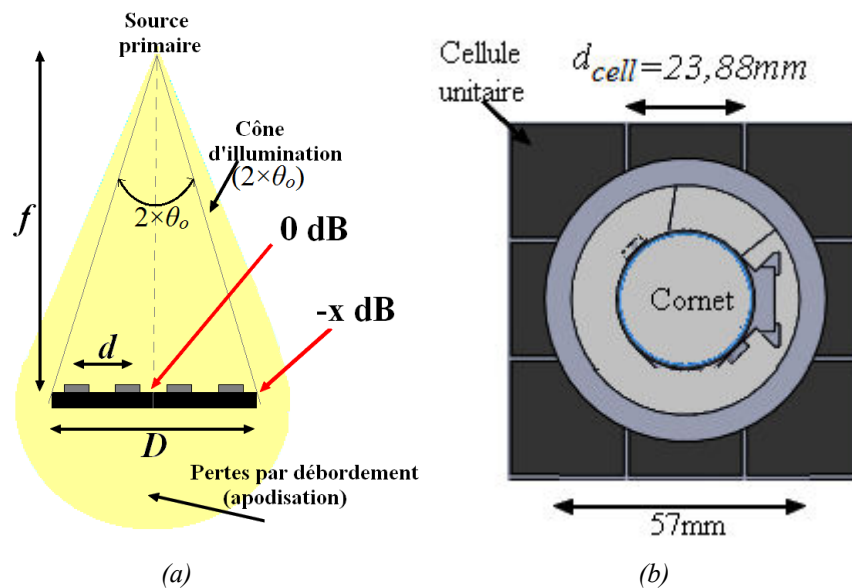 Source
primaire
Cône
d'illumination
(2×θo)
2×θo
f
0 dB
-x dB
d
D
Pertes par débordement
(apodisation)
(a)
Cellule
unitaire
dcell=23,88mm
Cornet
57mm
(b)